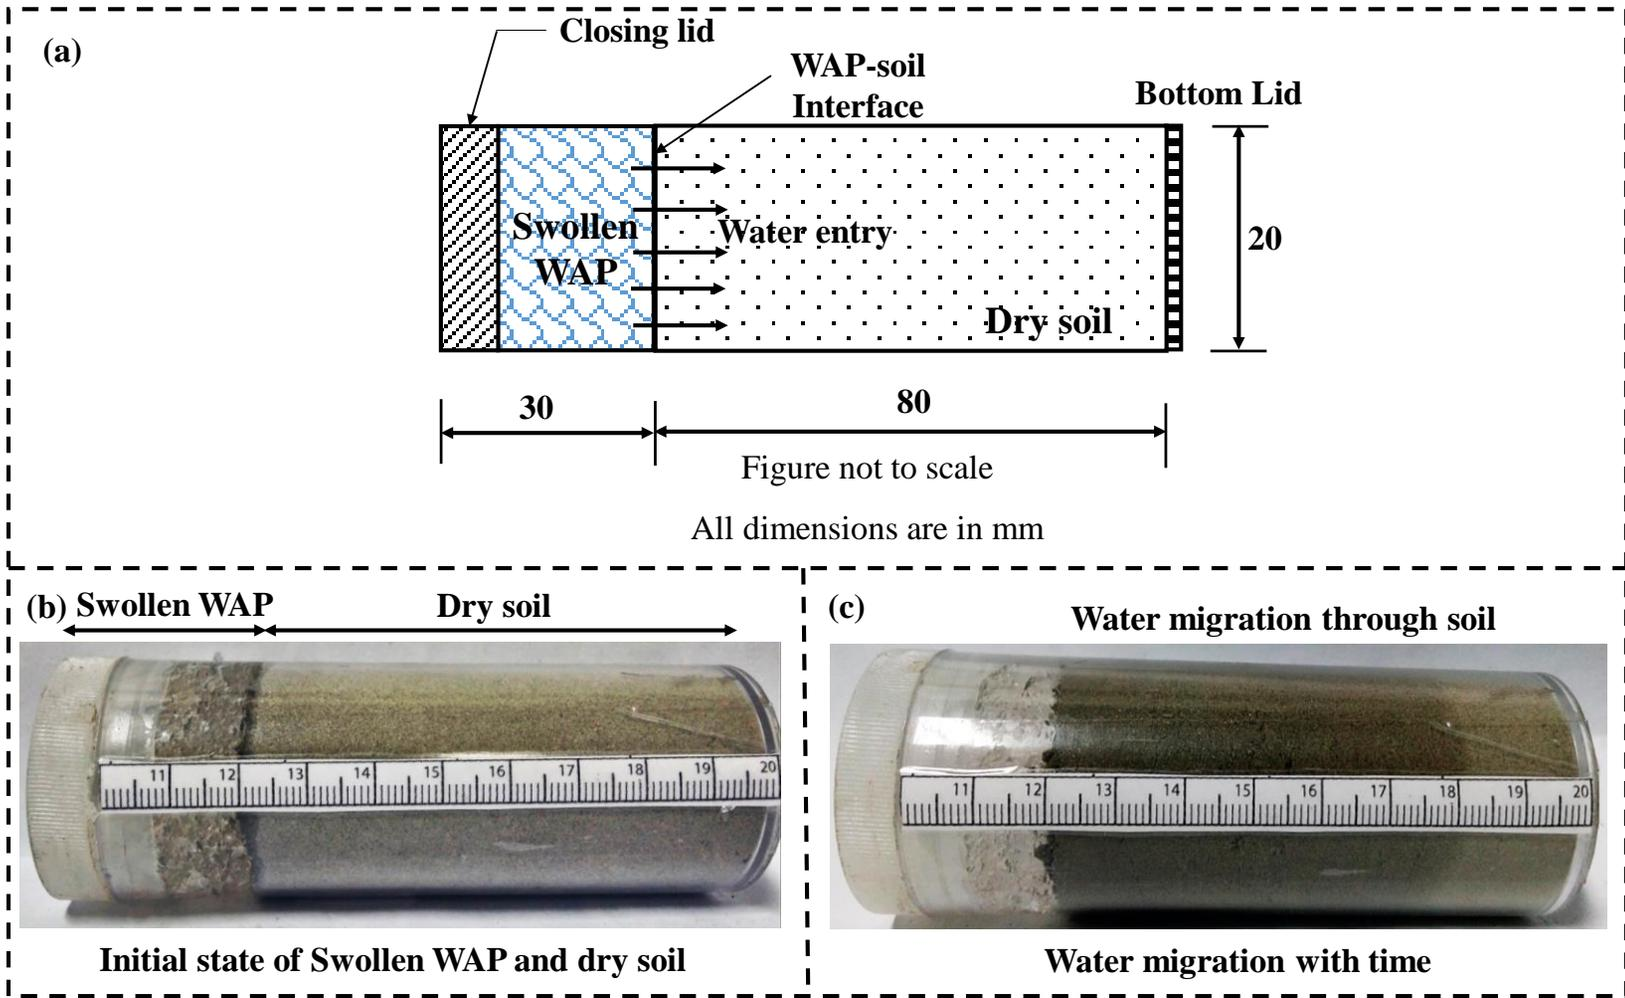 (a)
Closing lid
WAP-soil
Interface
Bottom Lid
Swollen
WAP
Water entry
Dry soil
20
30
80
Figure not to scale
All dimensions are in mm
(b) Swollen WAP
Dry soil
11 12 13 14 15 16 17 18 19 20
Initial state of Swollen WAP and dry soil
(c)
Water migration through soil
11 12 13 14 15 16 17 18 19 20
Water migration with time